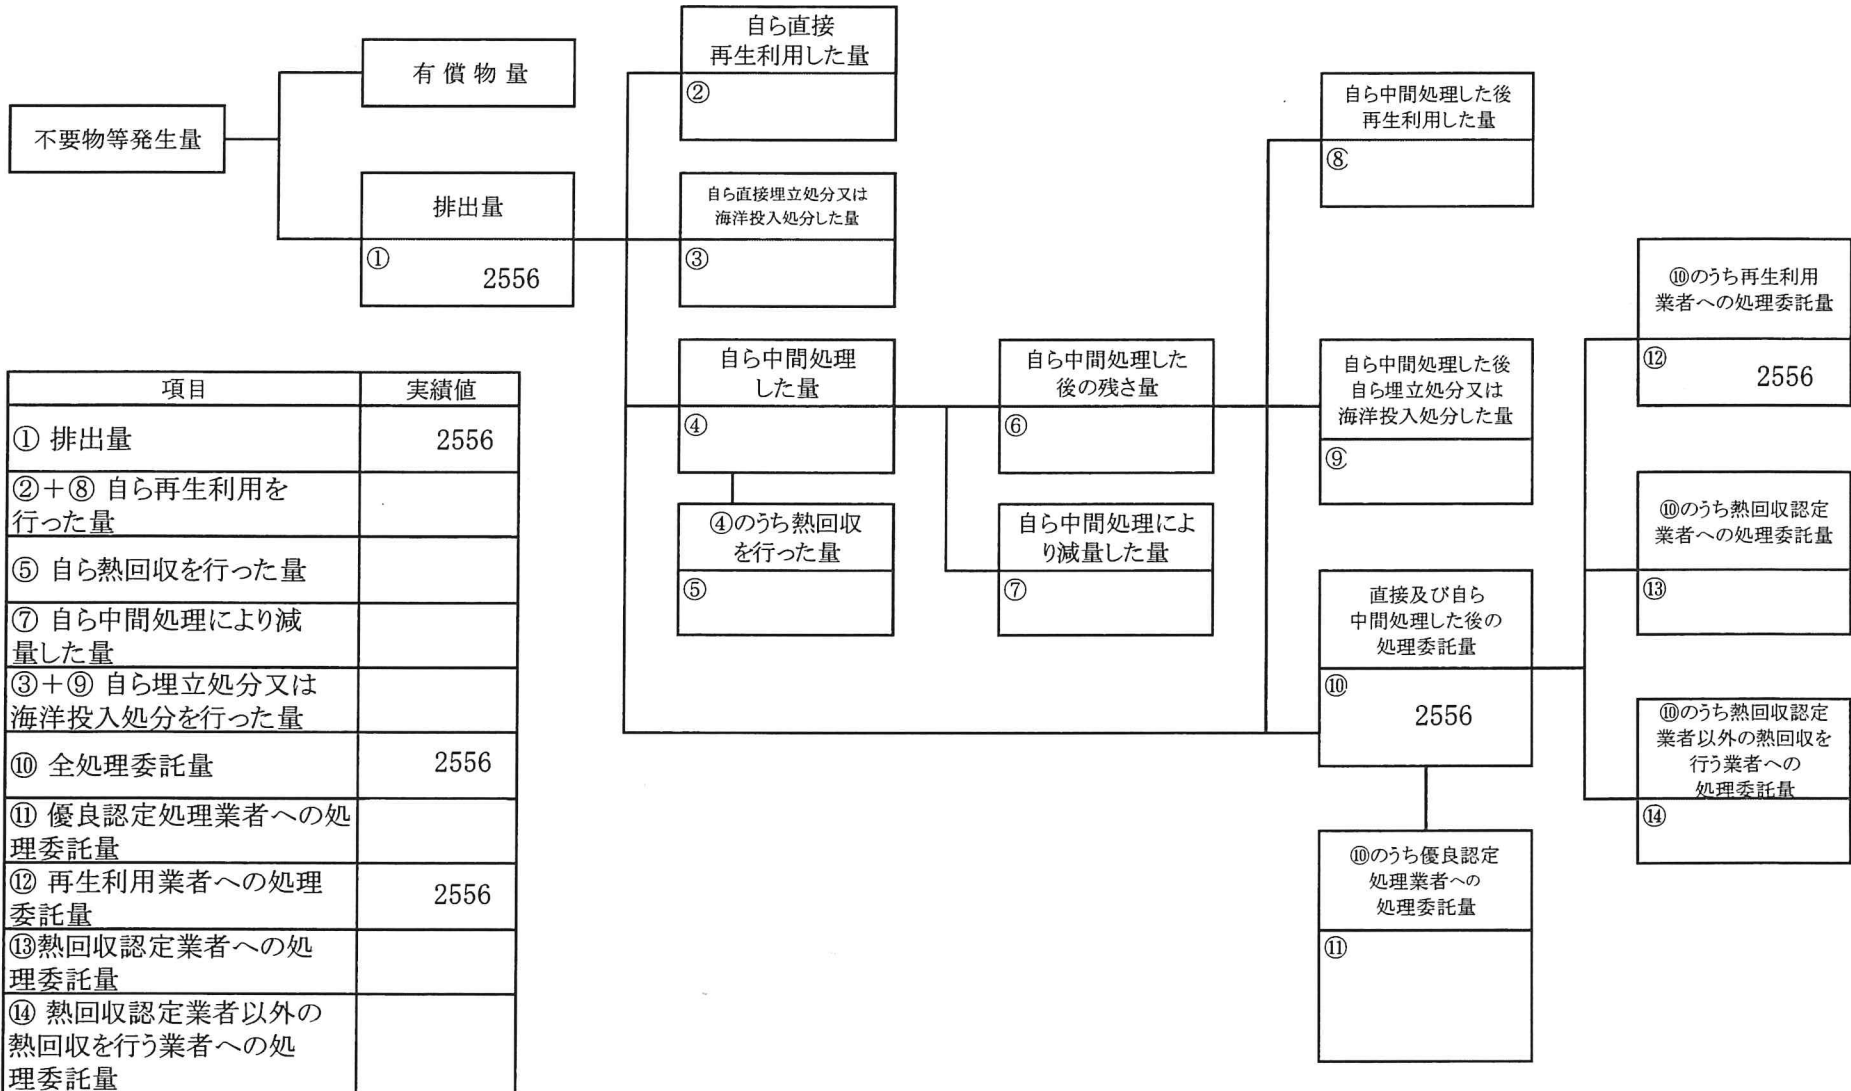 不要物等発生量
有 償 物 量
排出量
①
2556
自ら直接
再生利用した量
②
自ら直接埋立処分又は
海洋投入処分した量
③
自ら中間処理
した量
④
④のうち熱回収
を行った量
⑤
自ら中間処理した
後の残さ量
⑥
自ら中間処理によ
り減量した量
⑦
自ら中間処理した後
再生利用した量
⑧
自ら中間処理した後
自ら埋立処分又は
海洋投入処分した量
⑨
直接及び自ら
中間処理した後の
処理委託量
⑩
2556
⑩のうち優良認定
処理業者への
処理委託量
⑪
⑩のうち再生利用
業者への処理委託量
⑫
2556
⑩のうち熱回収認定
業者への処理委託量
⑬
⑩のうち熱回収認定
業者以外の熱回収を
行う業者への
処理委託量
⑭
項目 実績値
① 排出量 2556
②＋⑧ 自ら再生利用を
行った量
⑤ 自ら熱回収を行った量
⑦ 自ら中間処理により減
量した量
③＋⑨ 自ら埋立処分又は
海洋投入処分を行った量
⑩ 全処理委託量 2556
⑪ 優良認定処理業者への処
理委託量
⑫ 再生利用業者への処理
委託量 2556
⑬熱回収認定業者への処
理委託量
⑭ 熱回収認定業者以外の
熱回収を行う業者への処
理委託量